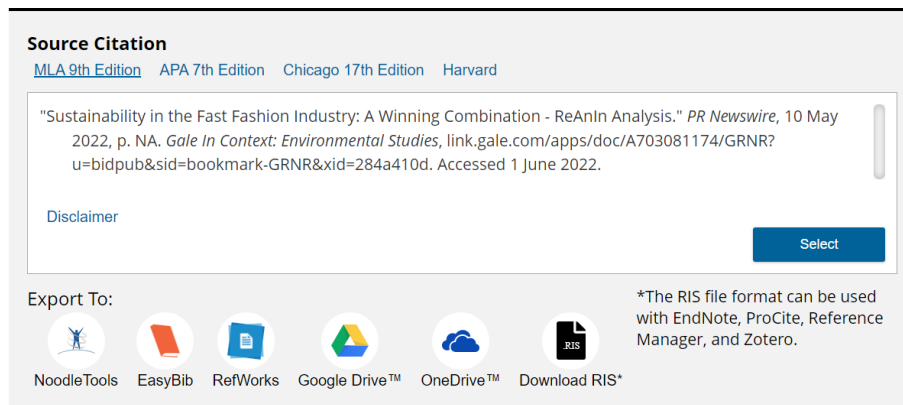 Source Citation
MLA 9th Edition APA 7th Edition Chicago 17th Edition Harvard
"Sustainability in the Fast Fashion Industry: A Winning Combination - ReAnIn Analysis." PR Newswire, 10 May
2022, p. NA. Gale In Context: Environmental Studies, link.gale.com/apps/doc/A703081174/GRNR?
u=bidpub&sid=bookmark-GRNR&xid=284a410d. Accessed 1 June 2022.
Disclaimer
Select
Export To:
*The RIS file format can be used
with EndNote, ProCite, Reference
Manager, and Zotero.
.RIS
NoodleTools EasyBib RefWorks Google Drive™ OneDrive™ Download RIS*